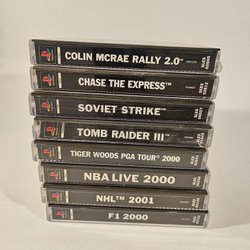 COLIN MCRAE RALLY 2.0™
CHASE THE EXPRESS™
SOVIET STRIKE™
TOMB RAIDER III™
TIGER WOODS PGA TOUR® 2000
NBA LIVE 2000
NHL™ 2001
F1 2000